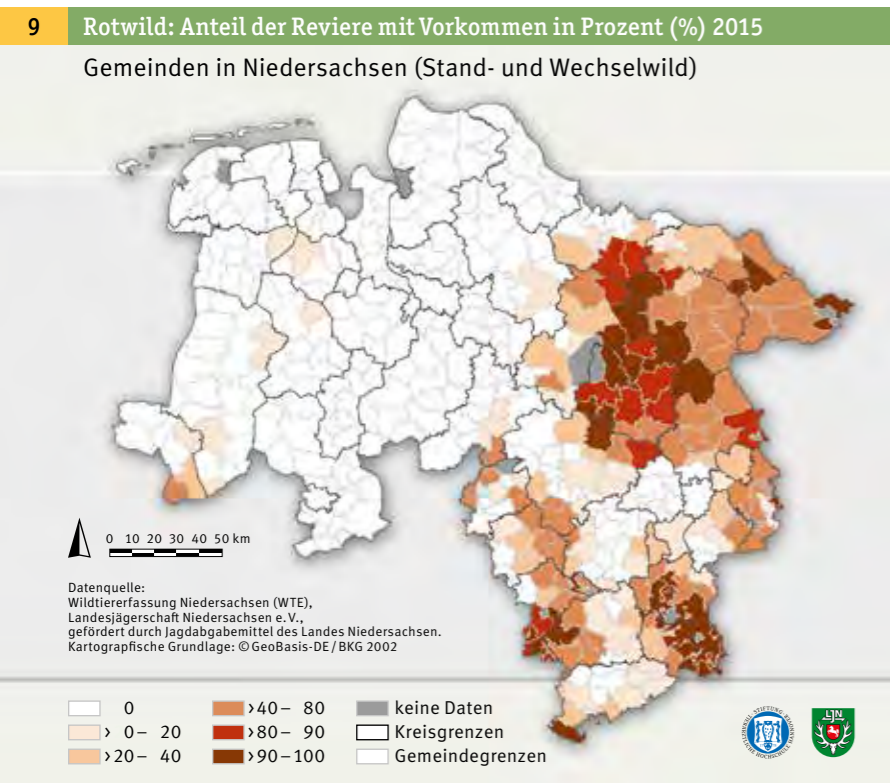 9 Rotwild: Anteil der Reviere mit Vorkommen in Prozent (%) 2015
Gemeinden in Niedersachsen (Stand- und Wechselwild)
0 10 20 30 40 50 km
Datenquelle:
Wildtiererfassung Niedersachsen (WTE),
Landesjägerschaft Niedersachsen e. V.,
gefördert durch Jagdabgabemittel des Landes Niedersachsen.
Kartografische Grundlage: © GeoBasis-DE / BKG 2002
0
> 0 – 20
>20 – 40
>40 – 80
>80 – 90
>90 – 100
keine Daten
Kreisgrenzen
Gemeindegrenzen
LJN